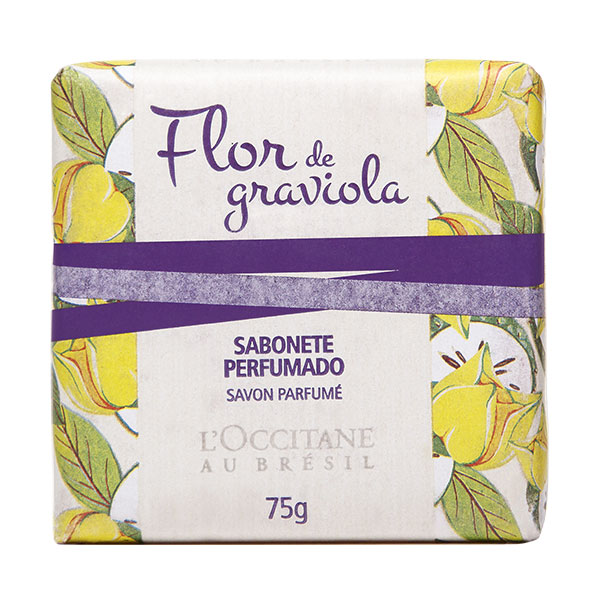 Flor de
graviola
SABONETE
PERFUMADO
SAVON PARFUMÉ
L'OCCITANE
AU BRÉSIL
75g